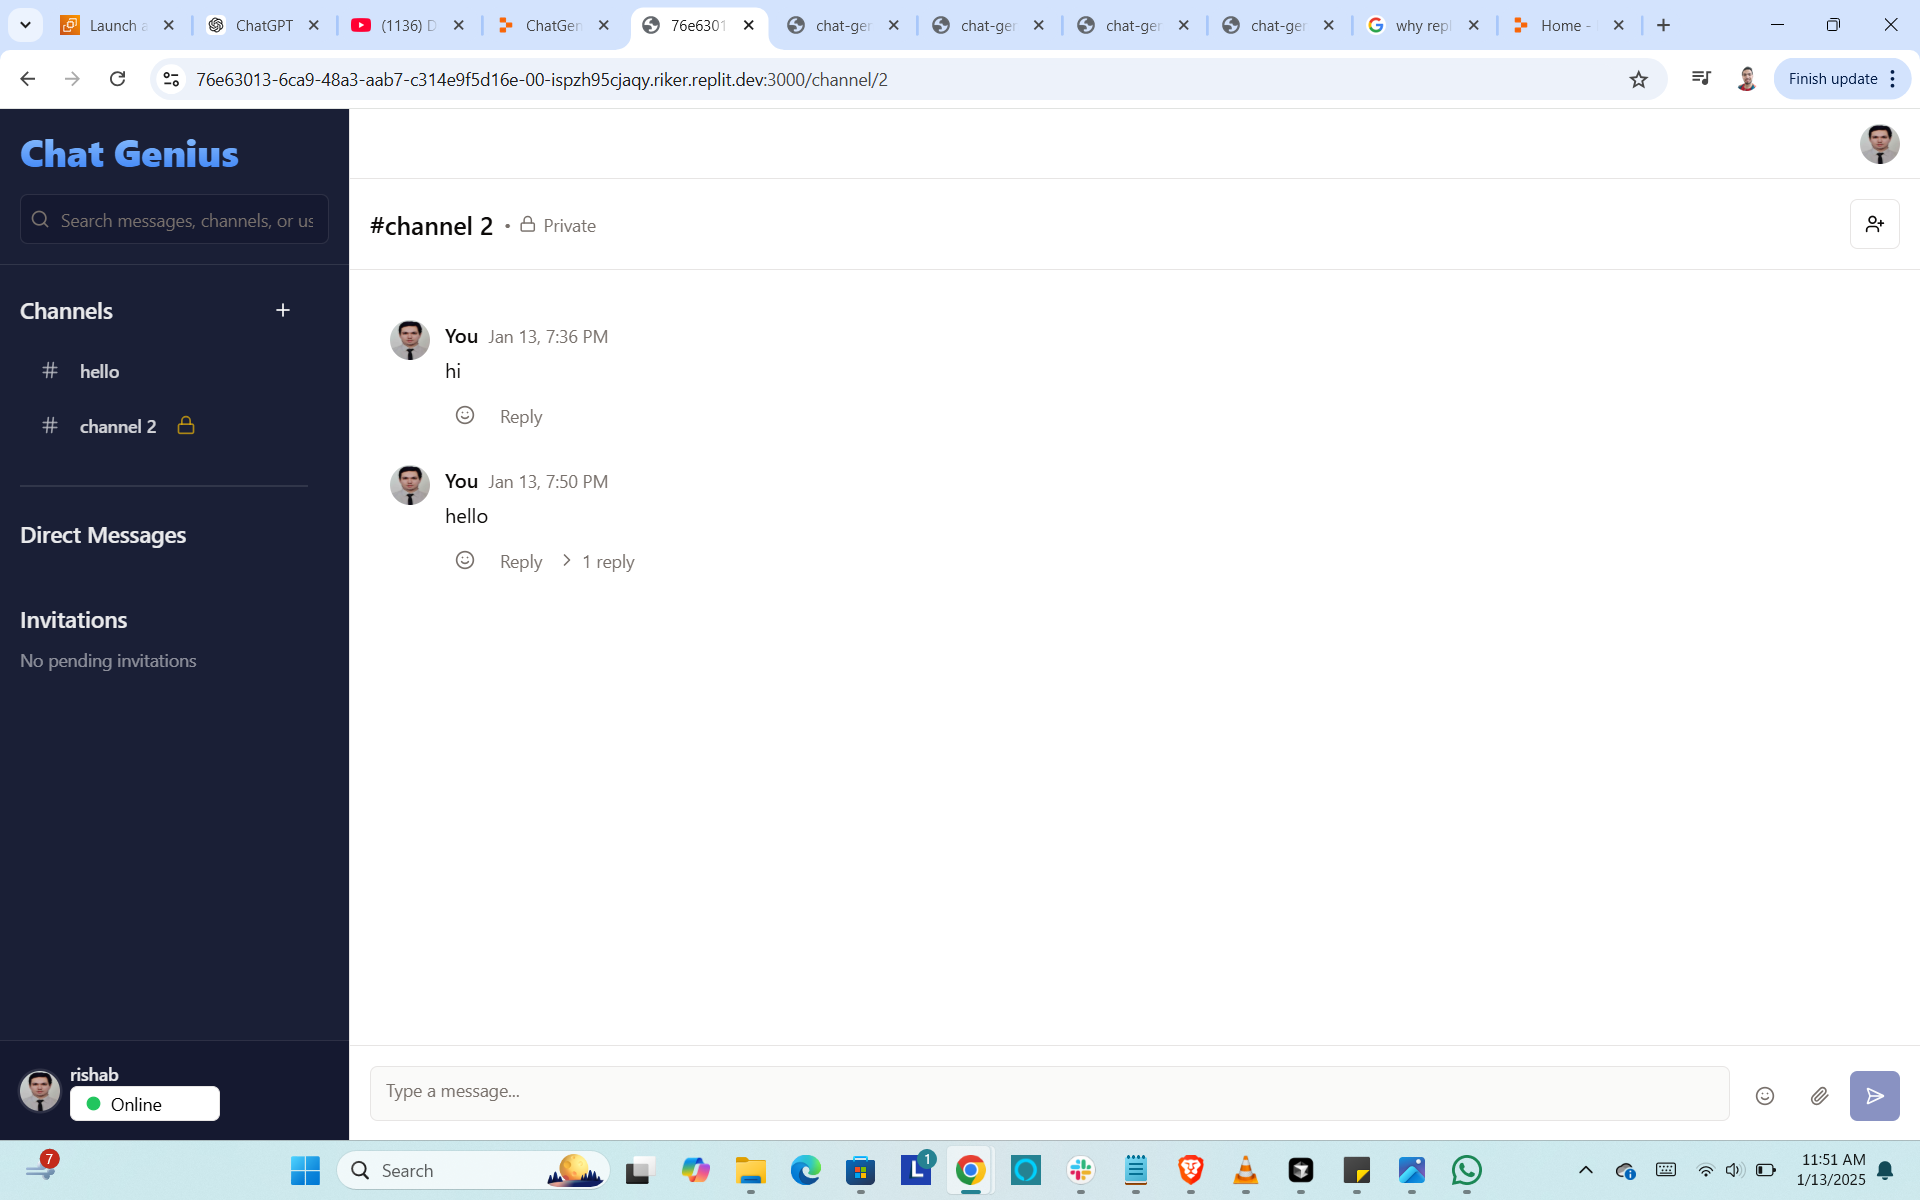 Launch a
ChatGPT
(1136) D
ChatGen
76e6301
chat-ger
chat-ger
chat-ger
chat-ger
why repl
Home -
76e63013-6ca9-48a3-aab7-c314e9f5d16e-00-ispzh95cjaqy.riker.replit.dev:3000/channel/2
Finish update
Chat Genius
Search messages, channels, or us
#channel 2 • Private
Channels +
# hello
# channel 2
Direct Messages
Invitations
No pending invitations
You Jan 13, 7:36 PM
hi
Reply
You Jan 13, 7:50 PM
hello
Reply 1 reply
rishab
Online
Type a message...
7
Search
L 1
11:51 AM
1/13/2025